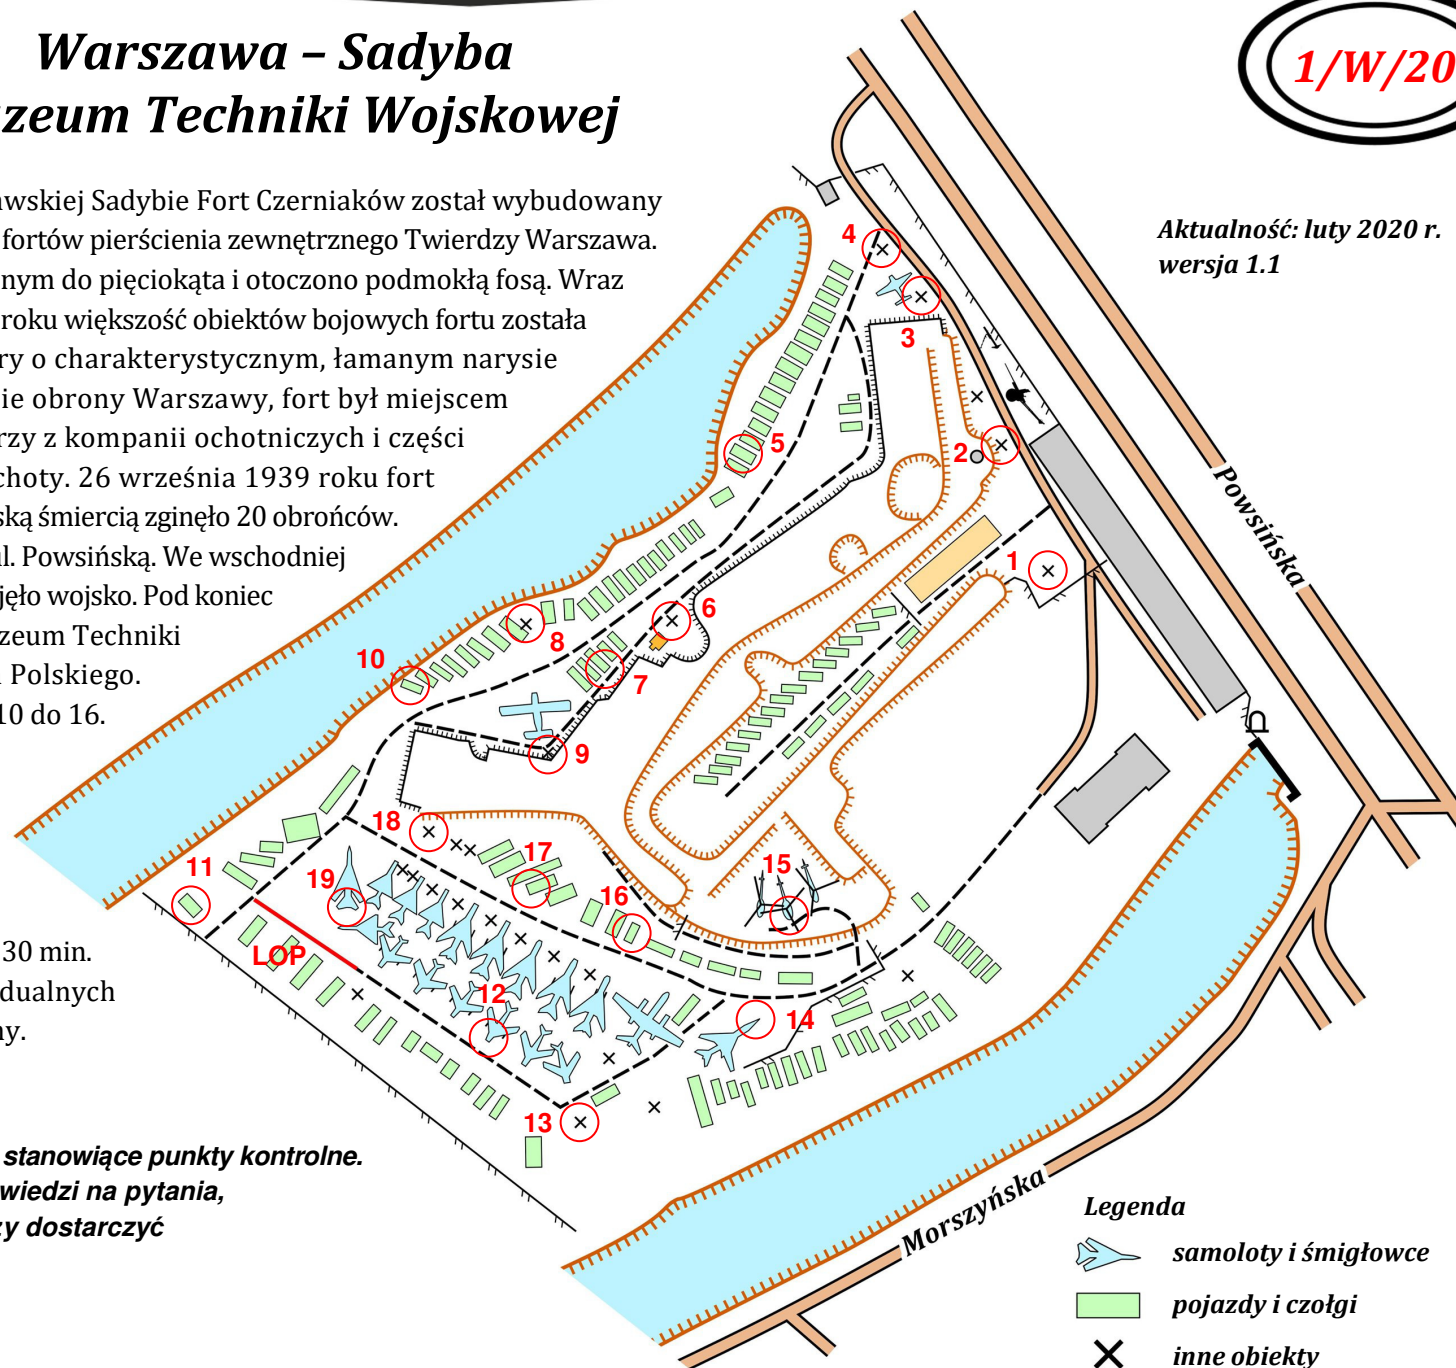 Warszawa – Sadyba
zeum Techniki Wojskowej
1/W/20
Aktualność: luty 2020 r.
wersja 1.1
wskiej Sadybie Fort Czerniaków został wybudowany
fortów pierścienia zewnętrznego Twierdzy Warszawa.
nym do pięciokąta i otoczono podmokłą fosą. Wraz
roku większość obiektów bojowych fortu została
ry o charakterystycznym, łamanym narysie
ie obrony Warszawy, fort był miejscem
rzy z kompanii ochotniczych i części
choty. 26 września 1939 roku fort
ską śmiercią zginęło 20 obrońców.
ul. Powsińską. We wschodniej
jęło wojsko. Pod koniec
zeum Techniki
Polskiego.
10 do 16.
30 min.
dualnych
ny.
stanowiące punkty kontrolne.
wiedzi na pytania,
y dostarczyć
4
3
5
2
1
6
8
7
10
9
18
17
15
11
19
16
LOP
12
14
13
Powsińska
Morszyńska
Legenda
samoloty i śmigłowce
pojazdy i czołgi
inne obiekty